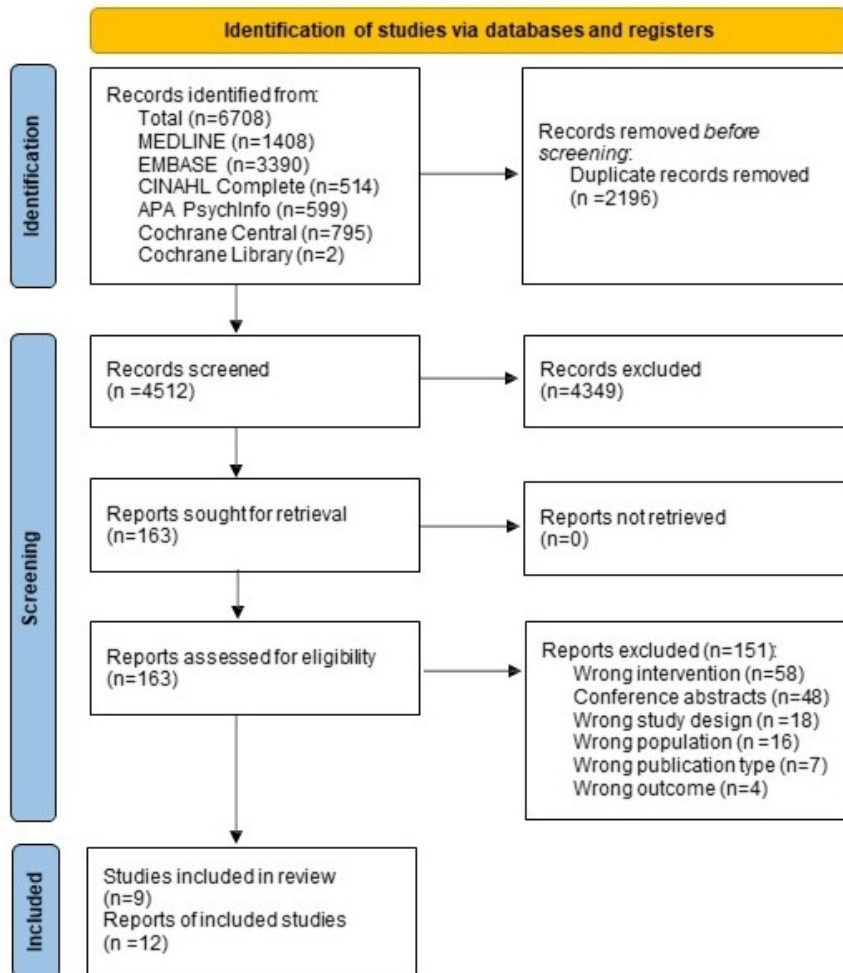 Identification of studies via databases and registers
Identification
Records identified from:
Total (n=6708)
MEDLINE (n=1408)
EMBASE (n=3390)
CINAHL Complete (n=514)
APA PsychInfo (n=599)
Cochrane Central (n=795)
Cochrane Library (n=2)
Records removed before
screening:
Duplicate records removed
(n =2196)
Screening
Records screened
(n =4512)
Records excluded
(n=4349)
Reports sought for retrieval
(n=163)
Reports not retrieved
(n=0)
Reports assessed for eligibility
(n=163)
Reports excluded (n=151):
Wrong intervention (n=58)
Conference abstracts (n=48)
Wrong study design (n =18)
Wrong population (n =16)
Wrong publication type (n=7)
Wrong outcome (n=4)
Included
Studies included in review
(n=9)
Reports of included studies
(n =12)